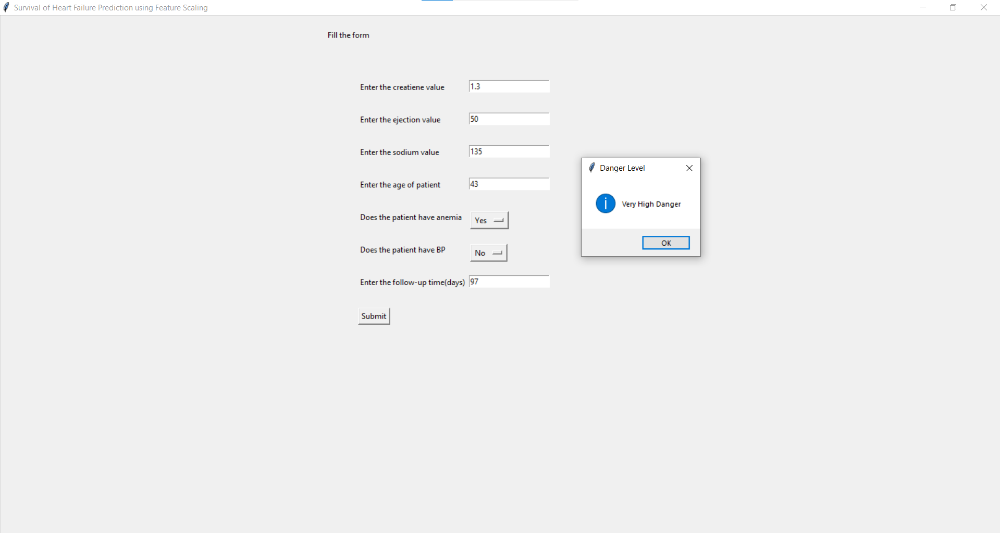 Survival of Heart Failure Prediction using Feature Scaling
Fill the form
Enter the creatiene value 1.3
Enter the ejection value 50
Enter the sodium value 135
Enter the age of patient 43
Does the patient have anemia Yes
Does the patient have BP No
Enter the follow-up time(days) 97
Submit
Danger Level
Very High Danger
OK